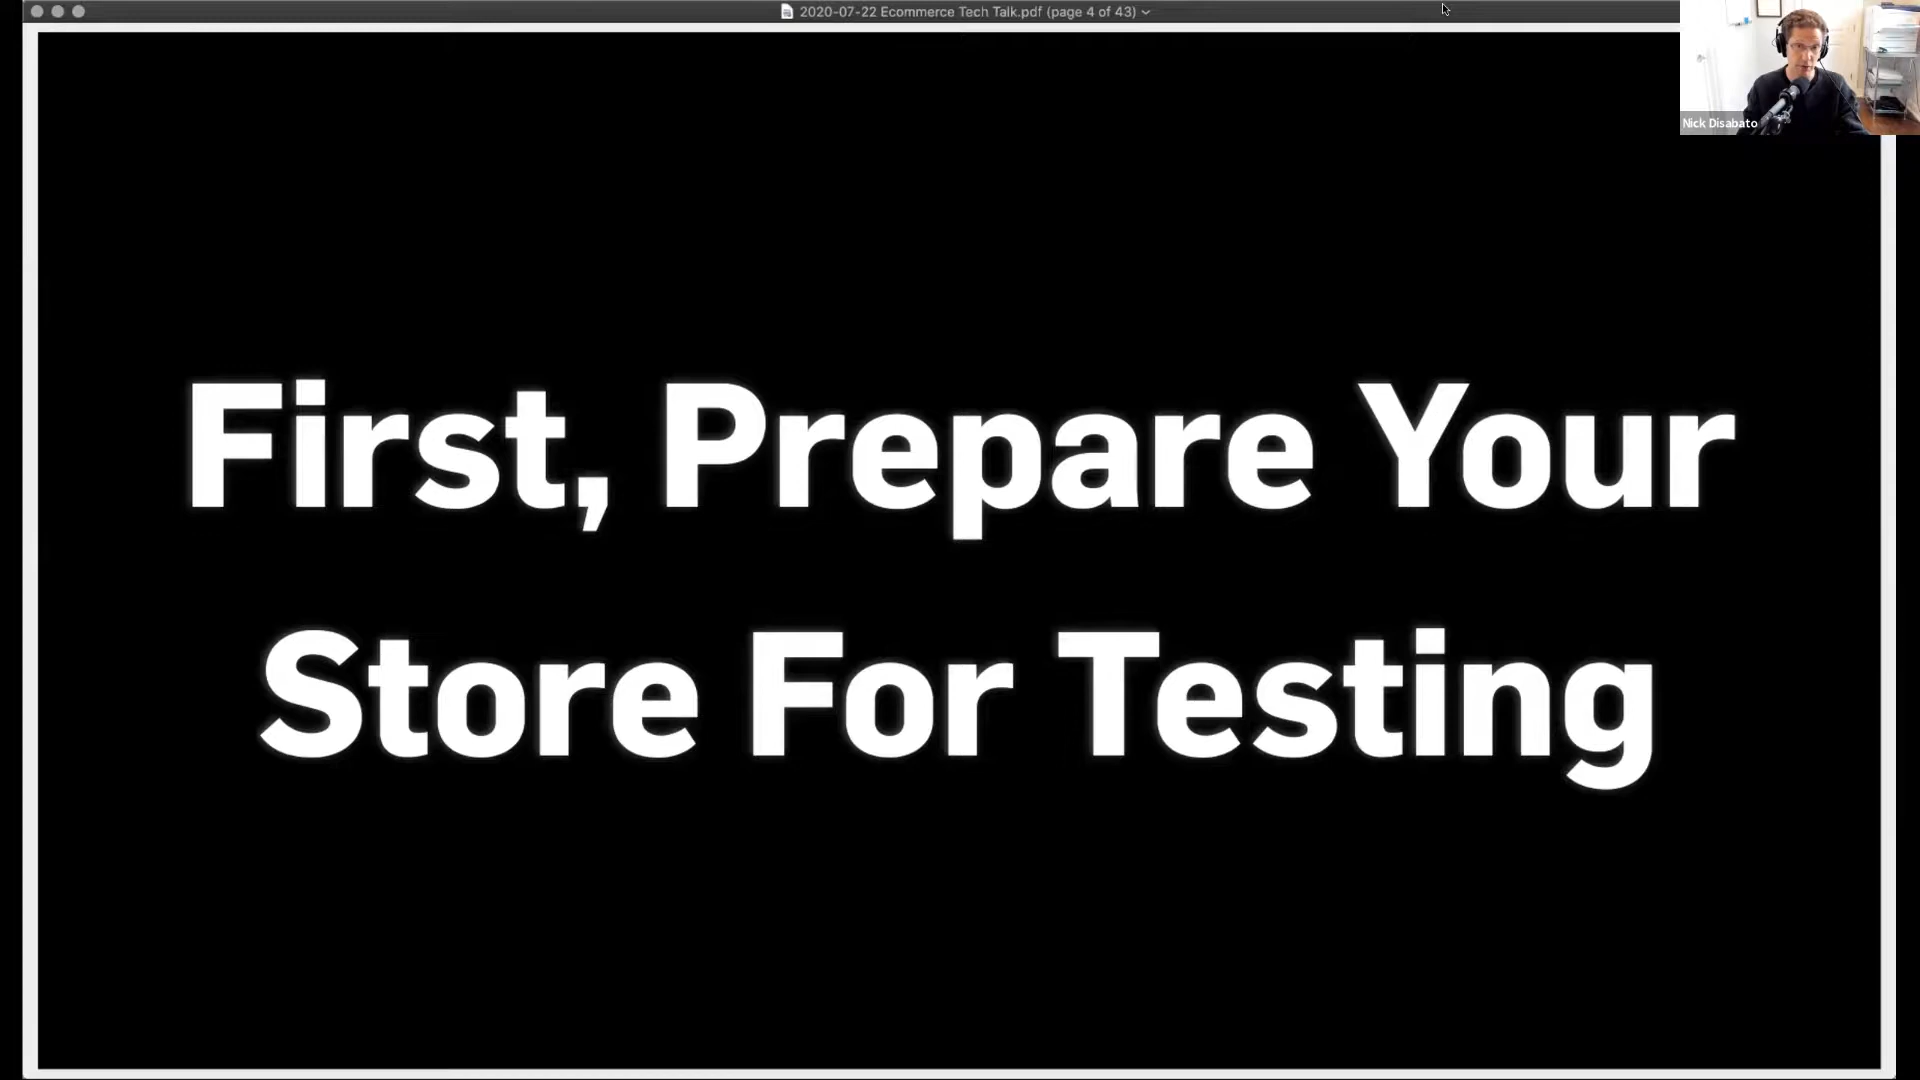 2020-07-22 Ecommerce Tech Talk.pdf (page 4 of 43)
Nick Disabato
First, Prepare Your
Store For Testing